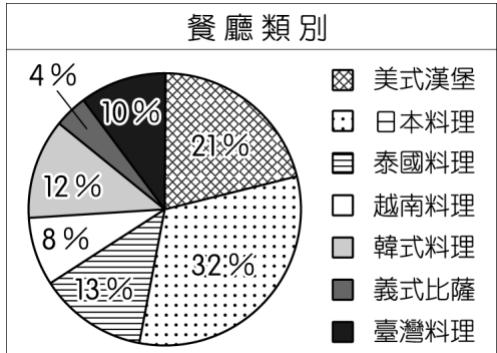 餐廳類別
4%
10%
21%
12%
8%
13%
32%
美式漢堡
日本料理
泰國料理
越南料理
韓式料理
義式比薩
臺灣料理